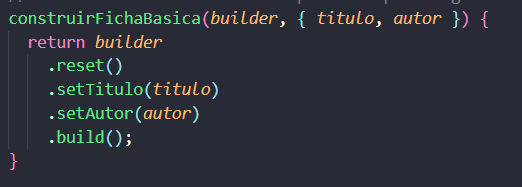 construirFichaBasica(builder, { titulo, autor }) {
return builder
.reset()
.setTitulo(titulo)
.setAutor(autor)
.build();
}